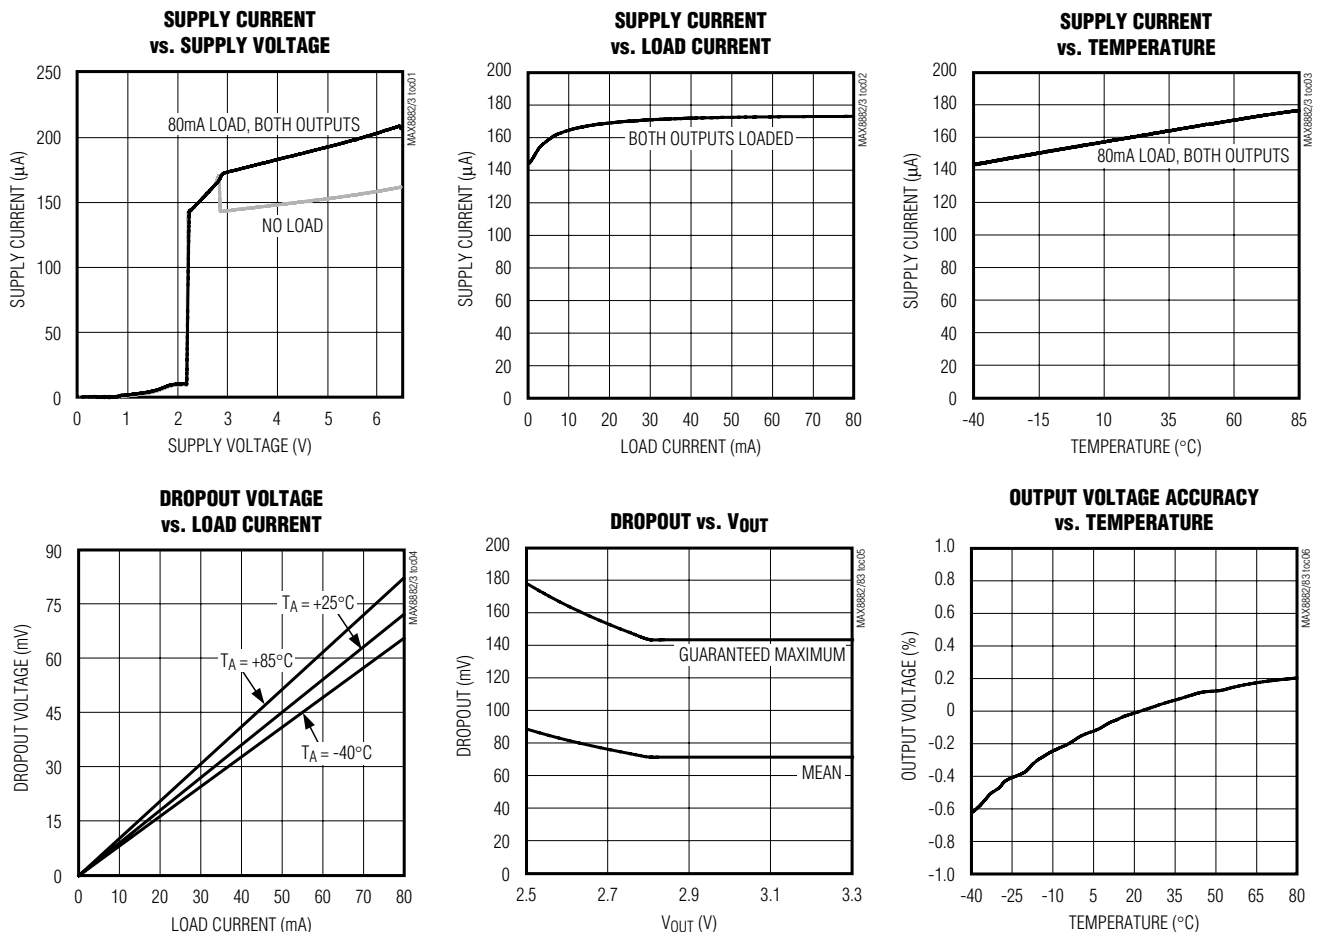 SUPPLY CURRENT
vs. SUPPLY VOLTAGE
250
200
150
100
50
0
SUPPLY CURRENT (µA)
80mA LOAD, BOTH OUTPUTS
NO LOAD
MAX8882/3 toc01
0 1 2 3 4 5 6
SUPPLY VOLTAGE (V)
SUPPLY CURRENT
vs. LOAD CURRENT
200
180
160
140
120
100
80
60
40
20
0
SUPPLY CURRENT (µA)
BOTH OUTPUTS LOADED
MAX8882/3 toc02
0 10 20 30 40 50 60 70 80
LOAD CURRENT (mA)
SUPPLY CURRENT
vs. TEMPERATURE
200
180
160
140
120
100
80
60
40
20
0
SUPPLY CURRENT (µA)
80mA LOAD, BOTH OUTPUTS
MAX8882/3 toc03
-40 -15 10 35 60 85
TEMPERATURE (°C)
DROPOUT VOLTAGE
vs. LOAD CURRENT
90
75
60
45
30
15
0
DROPOUT VOLTAGE (mV)
TA = +25°C
TA = +85°C
TA = -40°C
MAX8882/3 toc04
0 10 20 30 40 50 60 70 80
LOAD CURRENT (mA)
DROPOUT vs. VOUT
200
180
160
140
120
100
80
60
40
20
0
DROPOUT (mV)
GUARANTEED MAXIMUM
MEAN
MAX8882/83 toc05
2.5 2.7 2.9 3.1 3.3
VOUT (V)
OUTPUT VOLTAGE ACCURACY
vs. TEMPERATURE
1.0
0.8
0.6
0.4
0.2
0
-0.2
-0.4
-0.6
-0.8
-1.0
OUTPUT VOLTAGE (%)
MAX8882/83 toc06
-40 -25 -10 5 20 35 50 65 80
TEMPERATURE (°C)